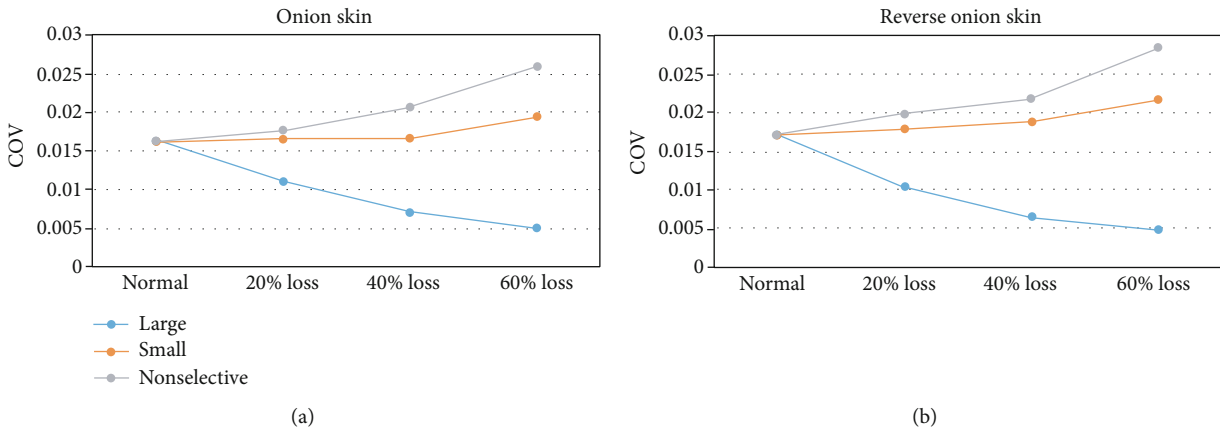 Onion skin
0.03
0.025
0.02
0.015
0.01
0.005
0
COV
Normal 20% loss 40% loss 60% loss
Large
Small
Nonselective
(a)
Reverse onion skin
0.03
0.025
0.02
0.015
0.01
0.005
0
COV
Normal 20% loss 40% loss 60% loss
(b)